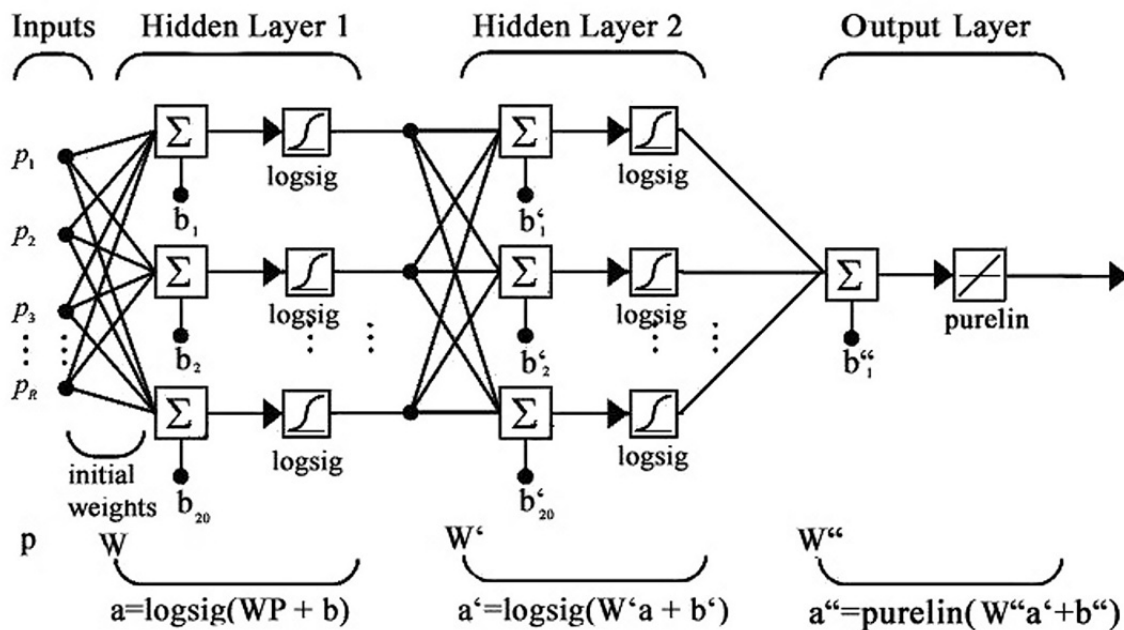 Inputs
Hidden Layer 1
Hidden Layer 2
Output Layer
Σ
logsig
b₁
Σ
logsig
b‘₁
p₁
p₂
p₃
p_R
Σ
logsig
b₂
Σ
logsig
b‘₂
Σ
purelin
b“₁
Σ
logsig
b₂₀
Σ
logsig
b‘₂₀
initial
weights
p
W
W‘
W“
a=logsig(WP + b)
a‘=logsig(W‘a + b‘)
a“=purelin(W“a‘+b“)